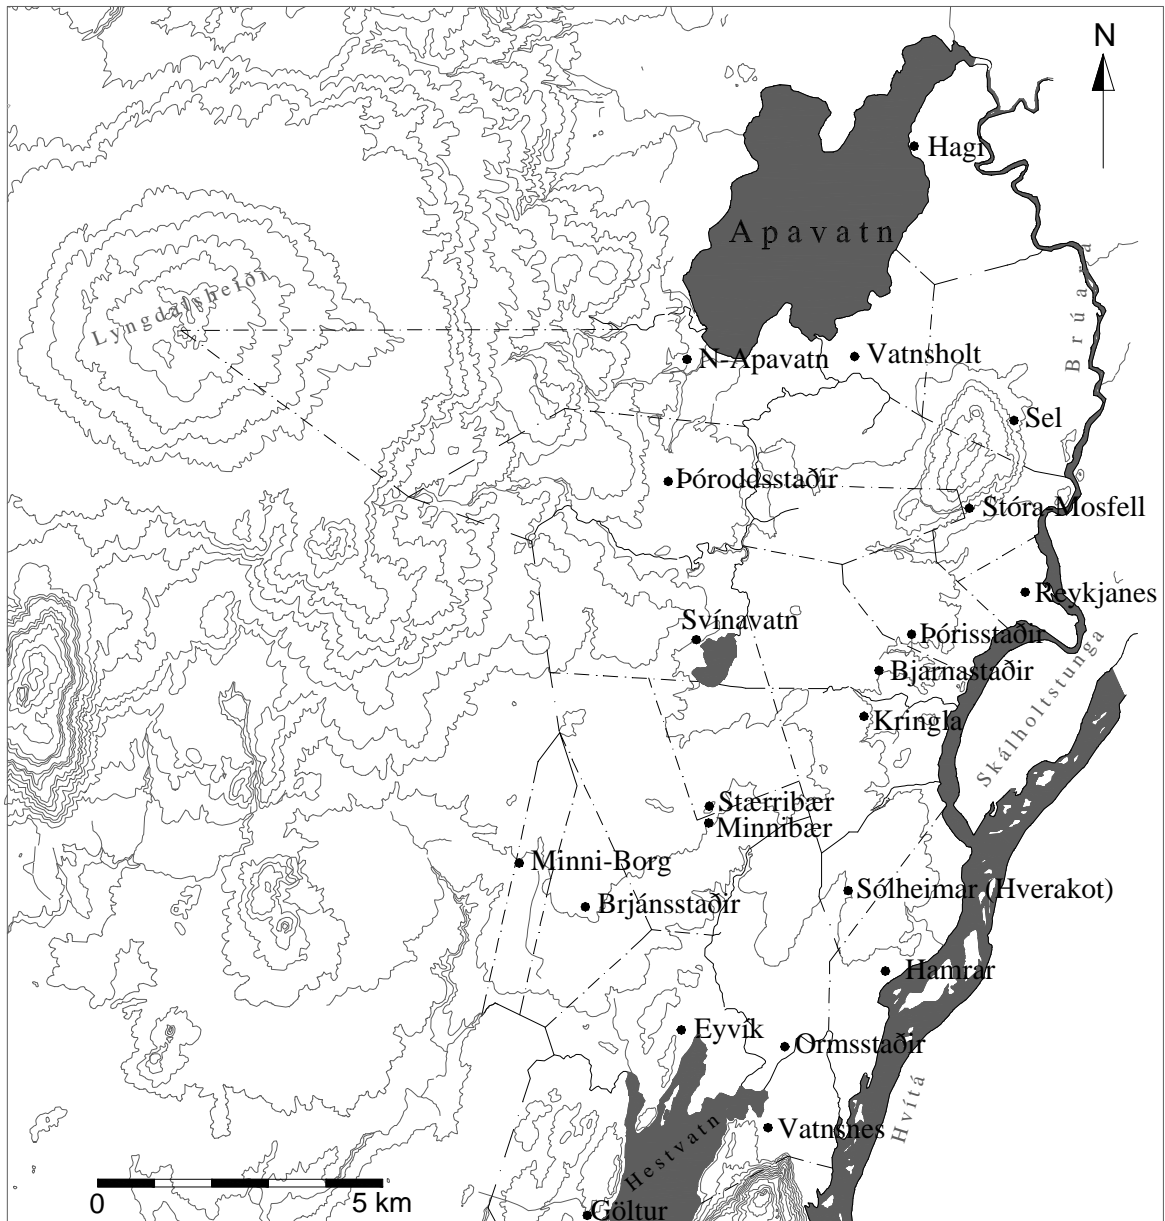 N
Hagi
Apavatn
Lyngdalsheiði
Brúará
N-Apavatn
Vatnsholt
Sel
Þóroddsstaðir
Stóra-Mosfell
Reykjanes
Svínavatn
Þórisstaðir
Bjarnastaðir
Kringla
Skálholtstunga
Stærribær
Minnibær
Minni-Borg
Sólheimar (Hverakot)
Brjánsstaðir
Hamrar
Eyvík
Ormsstaðir
Hvítá
Vatnsnes
Hestvatn
0
5 km
Göltur